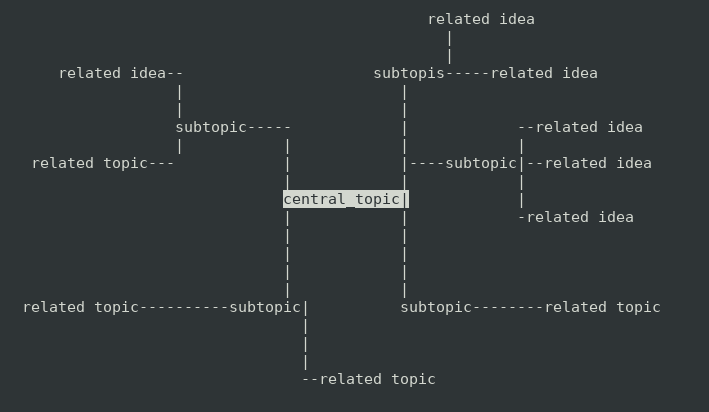 related idea
related idea--
subtopis-----related idea
subtopic-----
--related idea
related topic---
----subtopic|--related idea
central_topic|
-related idea
related topic----------subtopic|
subtopic--------related topic
--related topic